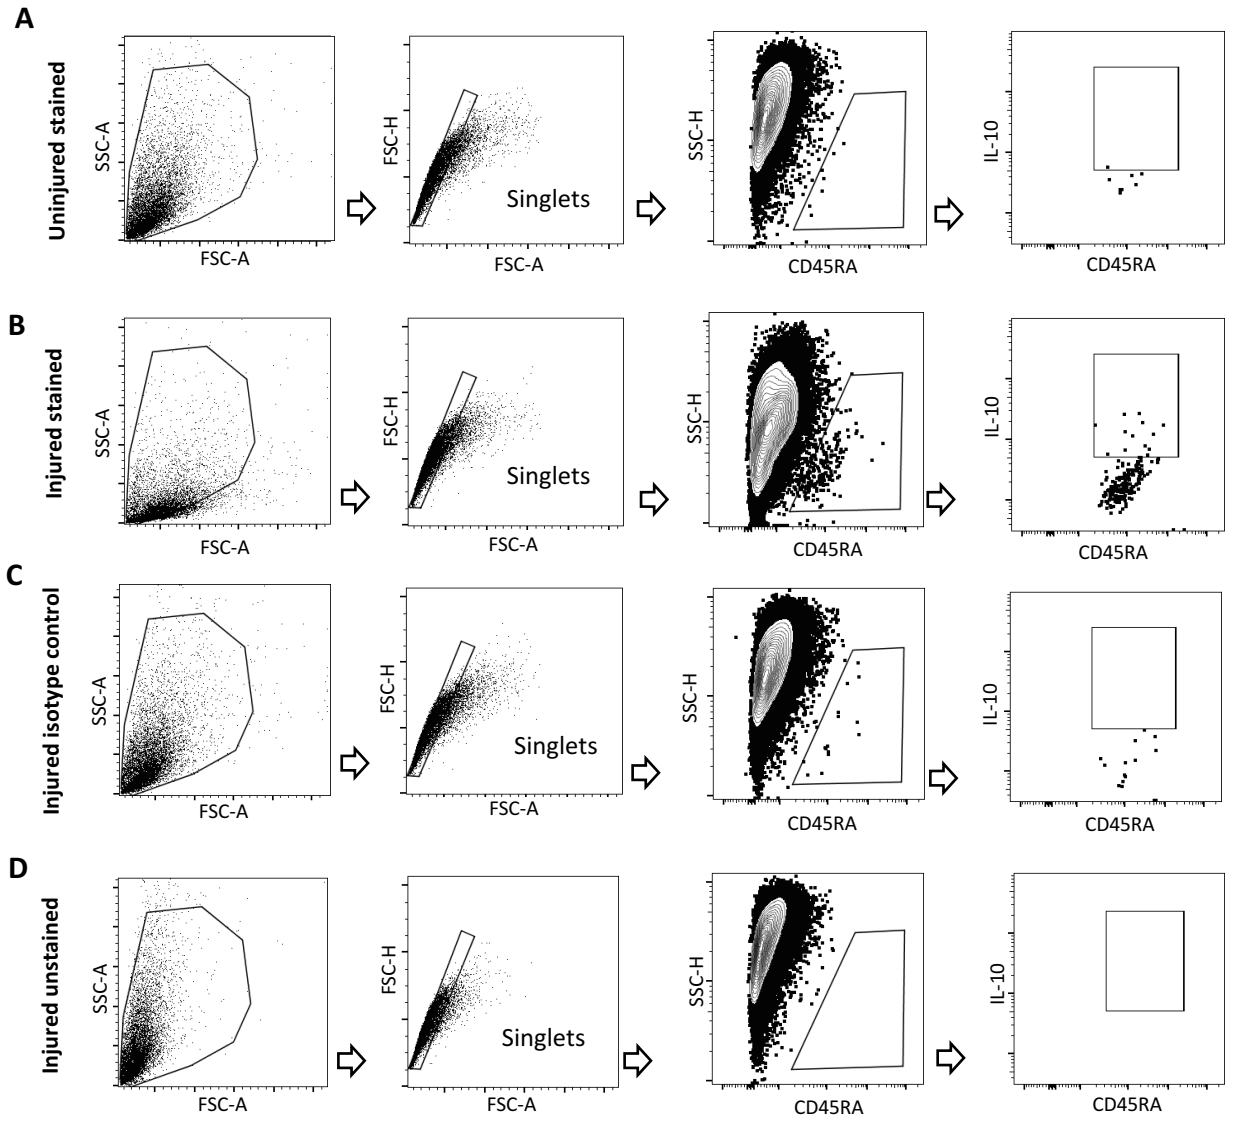 A
Uninjured stained
SSC-A
FSC-A
FSC-H
Singlets
FSC-A
SSC-H
CD45RA
IL-10
CD45RA
B
Injured stained
SSC-A
FSC-A
FSC-H
Singlets
FSC-A
SSC-H
CD45RA
IL-10
CD45RA
C
Injured isotype control
SSC-A
FSC-A
FSC-H
Singlets
FSC-A
SSC-H
CD45RA
IL-10
CD45RA
D
Injured unstained
SSC-A
FSC-A
FSC-H
Singlets
FSC-A
SSC-H
CD45RA
IL-10
CD45RA